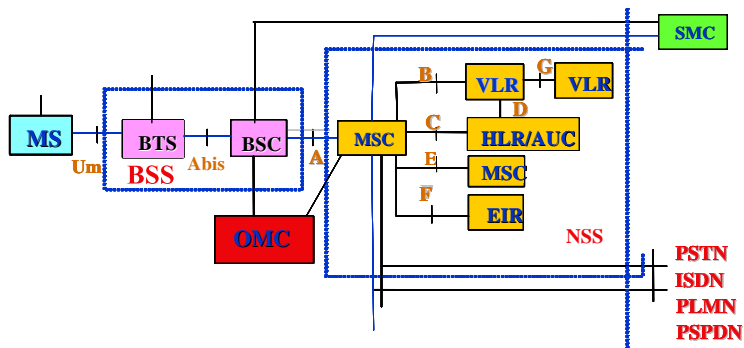 SMC
B
VLR
G
VLR
D
MS
Um
BTS
Abis
BSS
BSC
A
MSC
C
HLR/AUC
E
MSC
F
EIR
OMC
NSS
PSTN
ISDN
PLMN
PSPDN